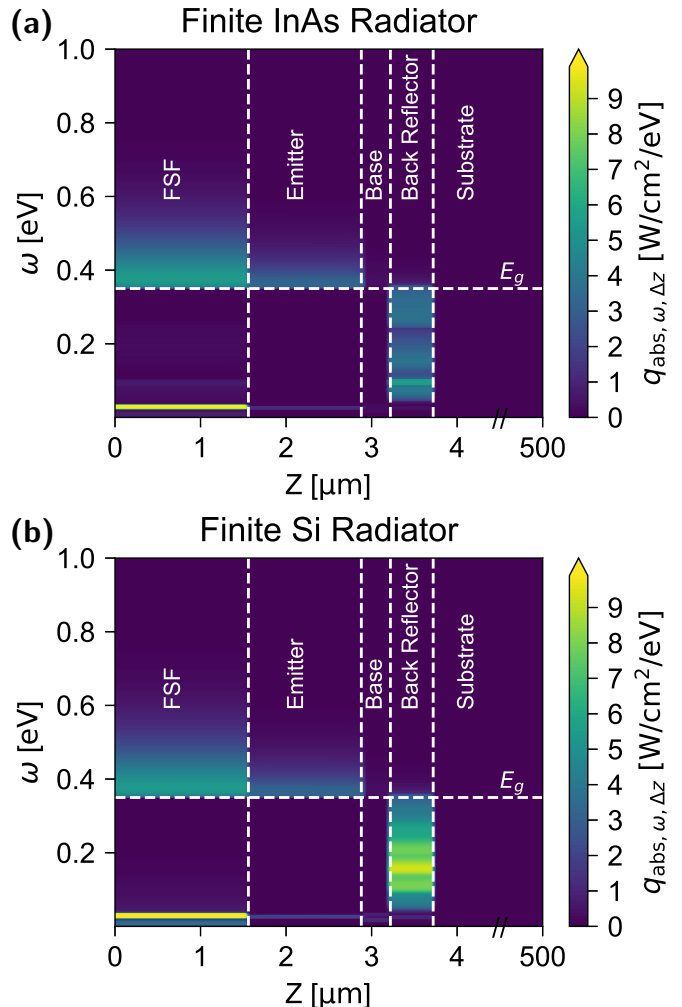 (a) Finite InAs Radiator
1.0
0.8
0.6
0.4
0.2
ω [eV]
FSF
Emitter
Base
Back Reflector
Substrate
E_g
0 1 2 3 4 500
Z [µm]
9
8
7
6
5
4
3
2
1
0
q_abs, ω, Δz [W/cm²/eV]
(b) Finite Si Radiator
1.0
0.8
0.6
0.4
0.2
ω [eV]
FSF
Emitter
Base
Back Reflector
Substrate
E_g
0 1 2 3 4 500
Z [µm]
9
8
7
6
5
4
3
2
1
0
q_abs, ω, Δz [W/cm²/eV]